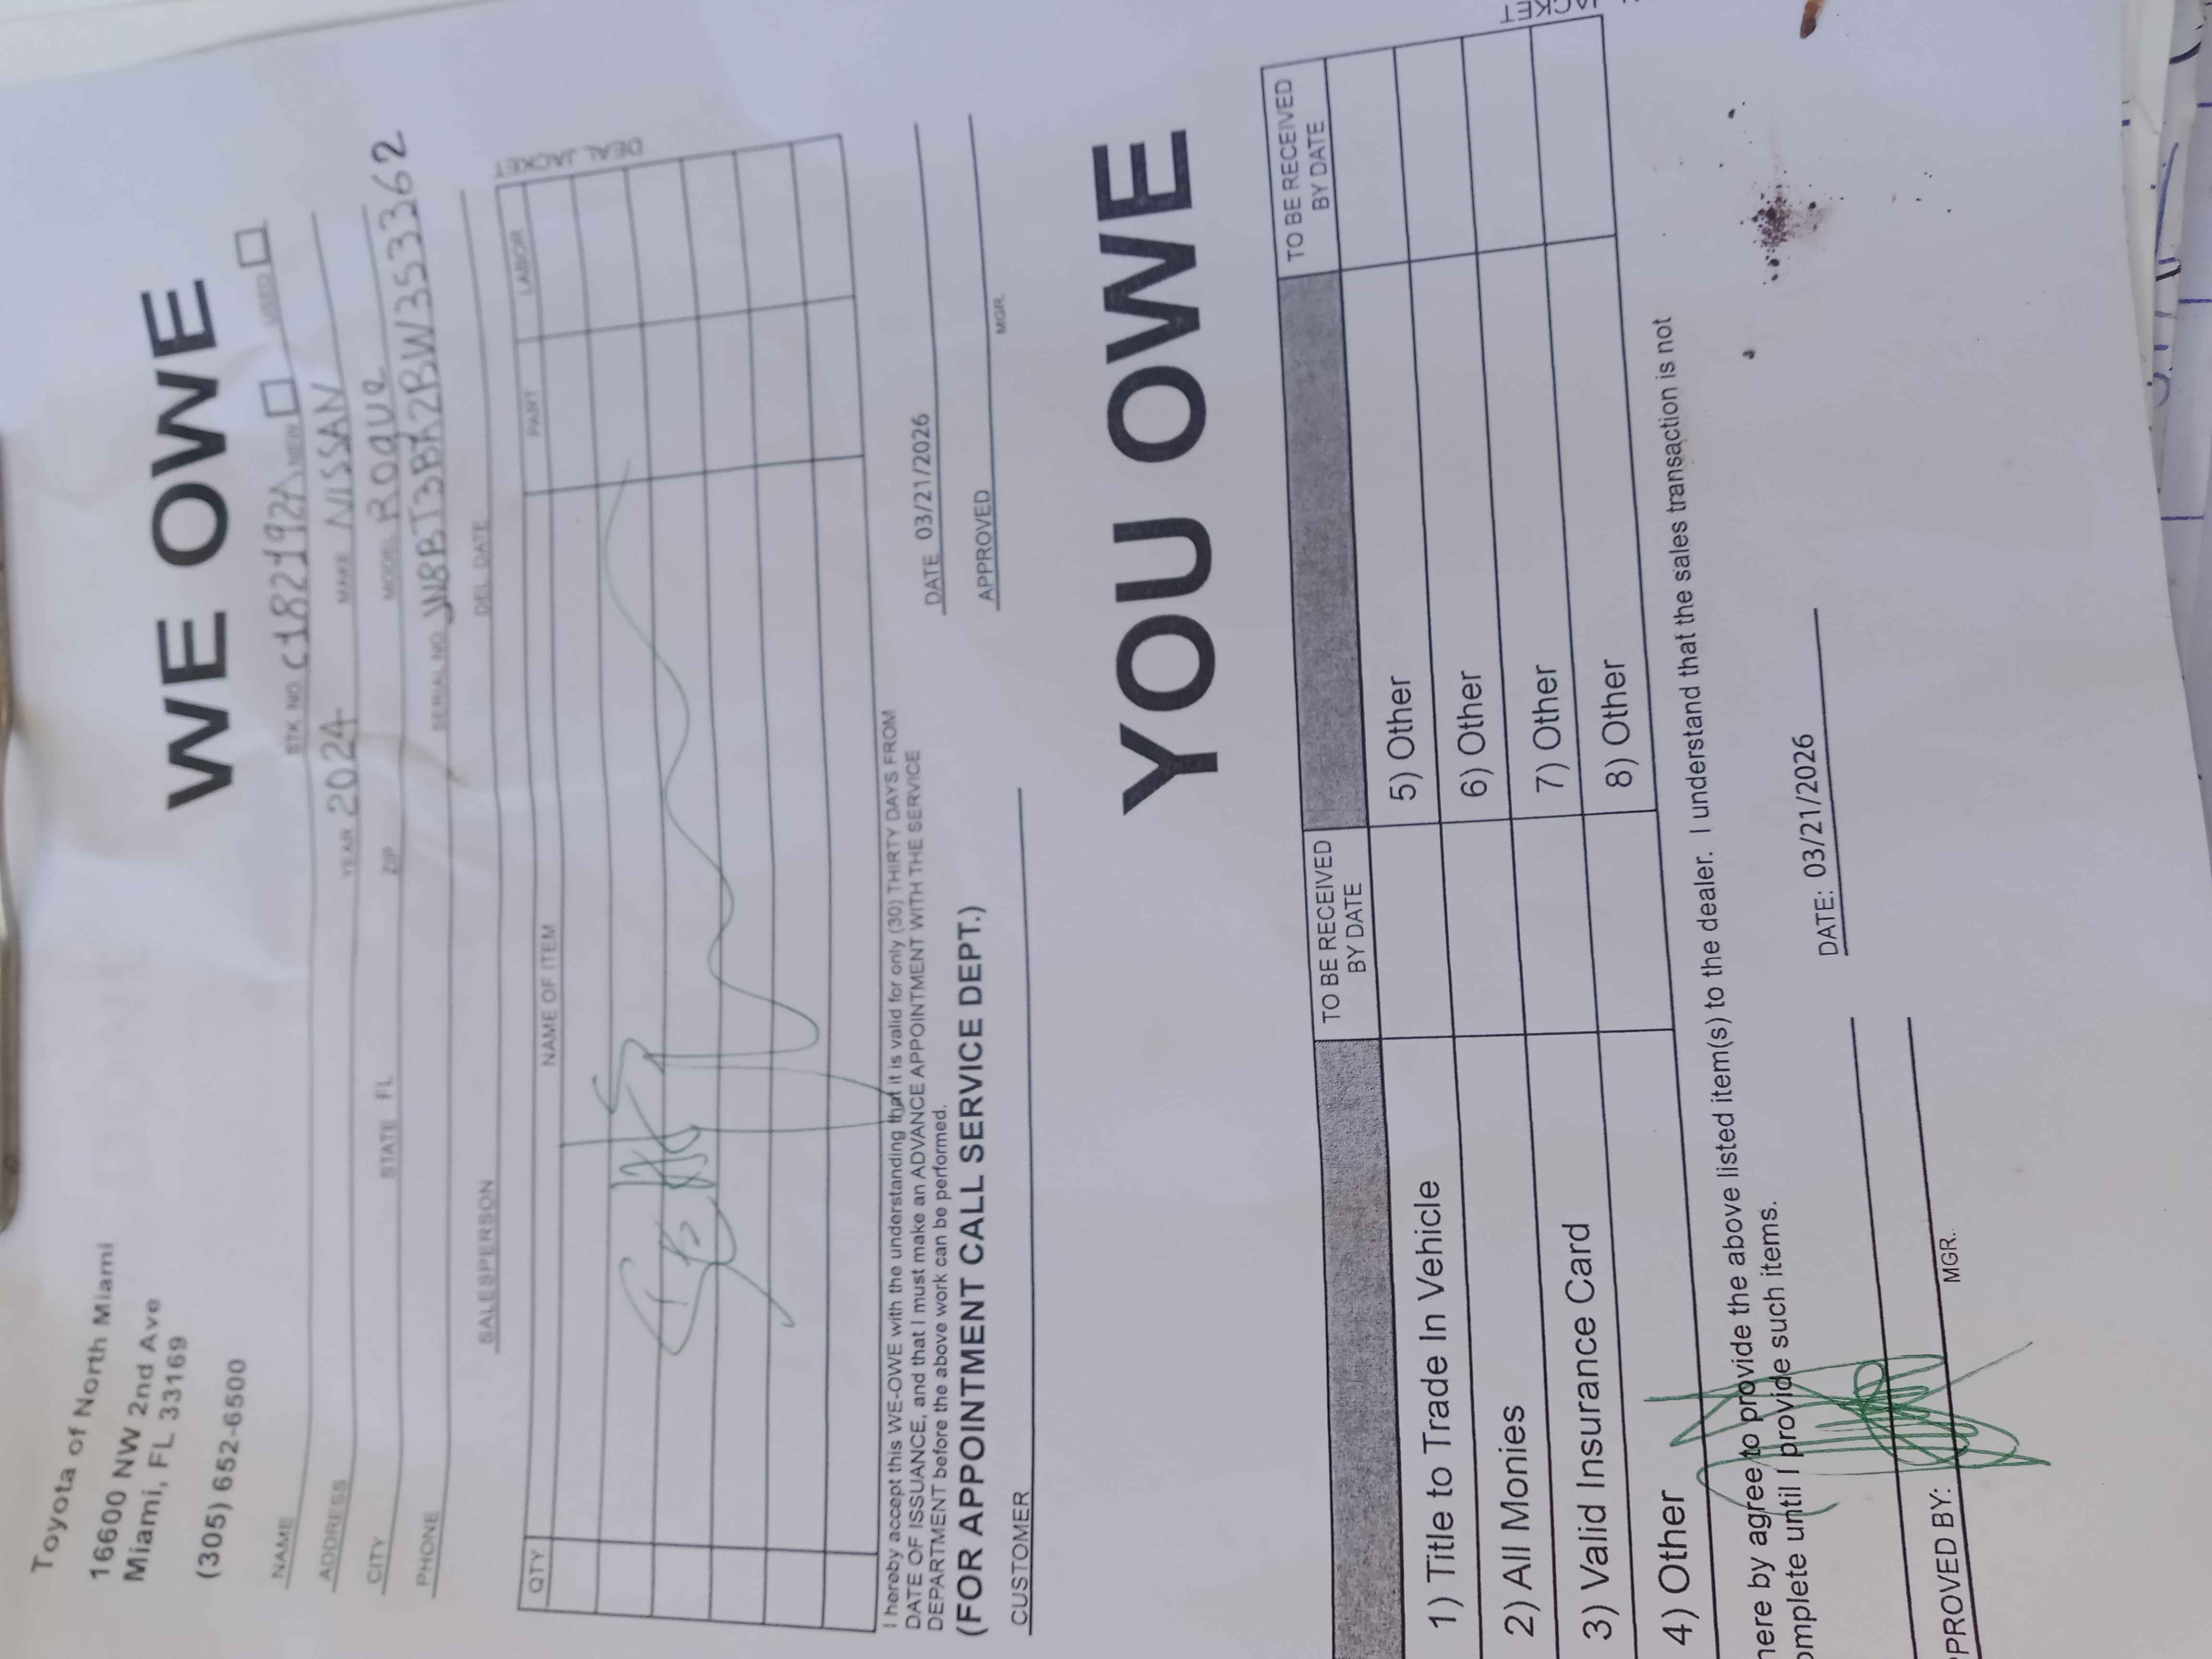 Toyota of North Miami
16600 NW 2nd Ave
Miami, FL 33169
(305) 652-6500
WE OWE
STK. NO. C182192A NEW USED
NAME
YEAR 2024 MAKE NISSAN
ADDRESS
MODEL Rogue
CITY STATE FL ZIP
SERIAL NO. JN8BT3BA2BW353362
PHONE
SALESPERSON DEL. DATE
QTY NAME OF ITEM PART LABOR
DEAL JACKET
I hereby accept this WE-OWE with the understanding that it is valid for only (30) THIRTY DAYS FROM
DATE OF ISSUANCE, and that I must make an ADVANCE APPOINTMENT WITH THE SERVICE
DEPARTMENT before the above work can be performed.
(FOR APPOINTMENT CALL SERVICE DEPT.)
DATE 03/21/2026
CUSTOMER APPROVED
MGR.
YOU OWE
TO BE RECEIVED BY DATE TO BE RECEIVED BY DATE
1) Title to Trade In Vehicle 5) Other
2) All Monies 6) Other
3) Valid Insurance Card 7) Other
4) Other 8) Other
JACKET
here by agree to provide the above listed item(s) to the dealer. I understand that the sales transaction is not
omplete until I provide such items.
DATE: 03/21/2026
PROVED BY:
MGR.